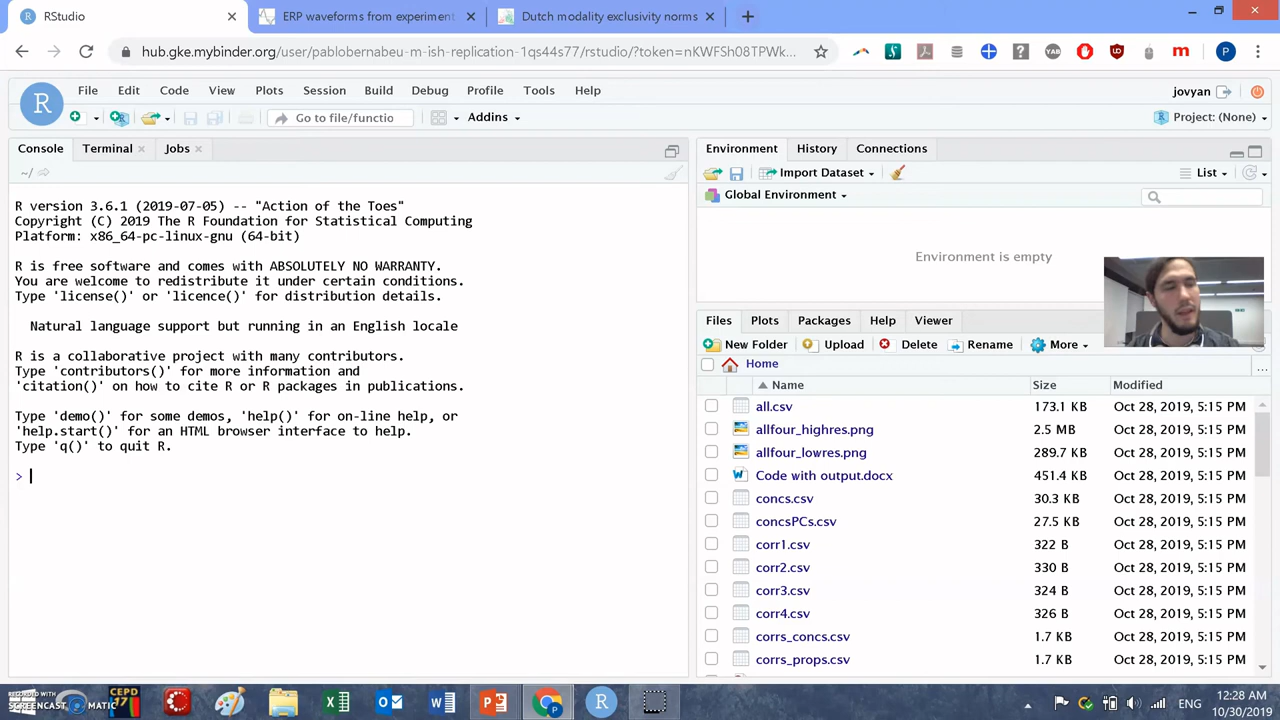 RStudio
ERP waveforms from experiment
Dutch modality exclusivity norms
hub.gke.mybinder.org/user/pablobernabeu-m-ish-replication-1qs44s77/rstudio/?token=nKWFSh08TPWk...
YAB
m
P
R
File Edit Code View Plots Session Build Debug Profile Tools Help
jovyan
Go to file/functio
Addins
Project: (None)
Console Terminal Jobs
~/
R version 3.6.1 (2019-07-05) -- "Action of the Toes"
Copyright (C) 2019 The R Foundation for Statistical Computing
Platform: x86_64-pc-linux-gnu (64-bit)
R is free software and comes with ABSOLUTELY NO WARRANTY.
You are welcome to redistribute it under certain conditions.
Type 'license()' or 'licence()' for distribution details.
Natural language support but running in an English locale
R is a collaborative project with many contributors.
Type 'contributors()' for more information and
'citation()' on how to cite R or R packages in publications.
Type 'demo()' for some demos, 'help()' for on-line help, or
'help.start()' for an HTML browser interface to help.
Type 'q()' to quit R.
>
Environment History Connections
Import Dataset
List
Global Environment
Environment is empty
Files Plots Packages Help Viewer
New Folder Upload Delete Rename More
Home
...
Name Size Modified
all.csv 173.1 KB Oct 28, 2019, 5:15 PM
allfour_highres.png 2.5 MB Oct 28, 2019, 5:15 PM
allfour_lowres.png 289.7 KB Oct 28, 2019, 5:15 PM
Code with output.docx 451.4 KB Oct 28, 2019, 5:15 PM
concs.csv 30.3 KB Oct 28, 2019, 5:15 PM
concsPCs.csv 27.5 KB Oct 28, 2019, 5:15 PM
corr1.csv 322 B Oct 28, 2019, 5:15 PM
corr2.csv 330 B Oct 28, 2019, 5:15 PM
corr3.csv 324 B Oct 28, 2019, 5:15 PM
corr4.csv 326 B Oct 28, 2019, 5:15 PM
corrs_concs.csv 1.7 KB Oct 28, 2019, 5:15 PM
corrs_props.csv 1.7 KB Oct 28, 2019, 5:15 PM
RECORDED WITH
SCREENCAST MATIC
CEPD
17
ENG
12:28 AM
10/30/2019